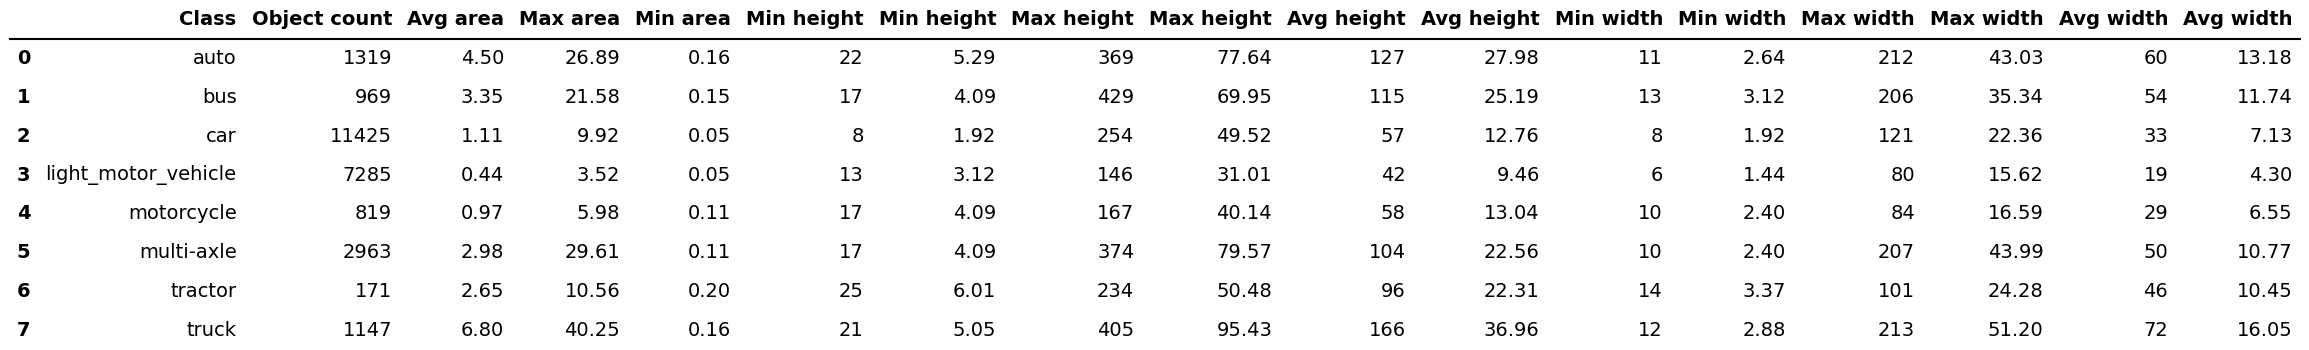 Class Object count Avg area Max area Min area Min height Min height Max height Max height Avg height Avg height Min width Min width Max width Max width Avg width Avg width
0 auto 1319 4.50 26.89 0.16 22 5.29 369 77.64 127 27.98 11 2.64 212 43.03 60 13.18
1 bus 969 3.35 21.58 0.15 17 4.09 429 69.95 115 25.19 13 3.12 206 35.34 54 11.74
2 car 11425 1.11 9.92 0.05 8 1.92 254 49.52 57 12.76 8 1.92 121 22.36 33 7.13
3 light_motor_vehicle 7285 0.44 3.52 0.05 13 3.12 146 31.01 42 9.46 6 1.44 80 15.62 19 4.30
4 motorcycle 819 0.97 5.98 0.11 17 4.09 167 40.14 58 13.04 10 2.40 84 16.59 29 6.55
5 multi-axle 2963 2.98 29.61 0.11 17 4.09 374 79.57 104 22.56 10 2.40 207 43.99 50 10.77
6 tractor 171 2.65 10.56 0.20 25 6.01 234 50.48 96 22.31 14 3.37 101 24.28 46 10.45
7 truck 1147 6.80 40.25 0.16 21 5.05 405 95.43 166 36.96 12 2.88 213 51.20 72 16.05